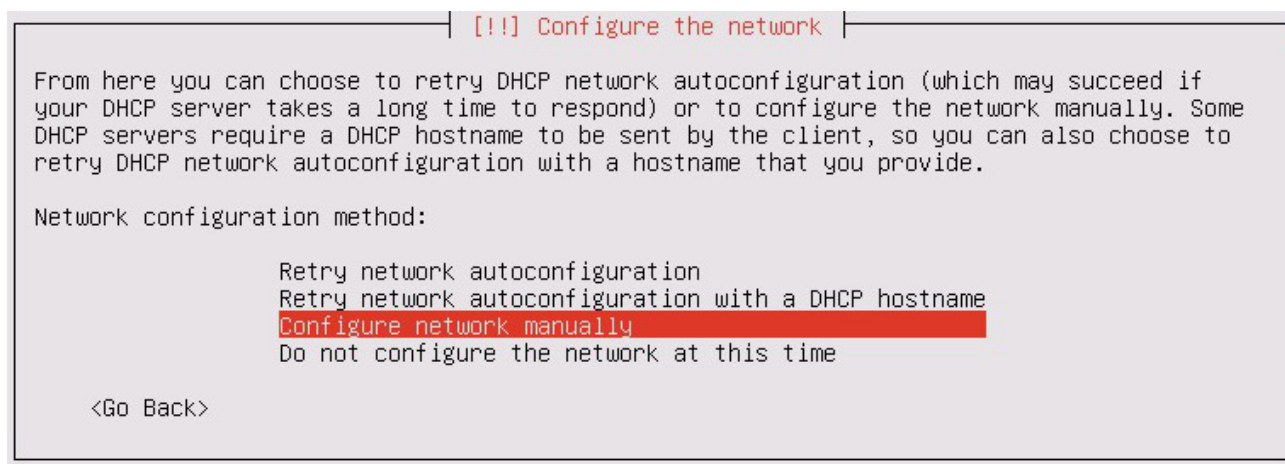 [!!] Configure the network
From here you can choose to retry DHCP network autoconfiguration (which may succeed if
your DHCP server takes a long time to respond) or to configure the network manually. Some
DHCP servers require a DHCP hostname to be sent by the client, so you can also choose to
retry DHCP network autoconfiguration with a hostname that you provide.
Network configuration method:
Retry network autoconfiguration
Retry network autoconfiguration with a DHCP hostname
Configure network manually
Do not configure the network at this time
<Go Back>